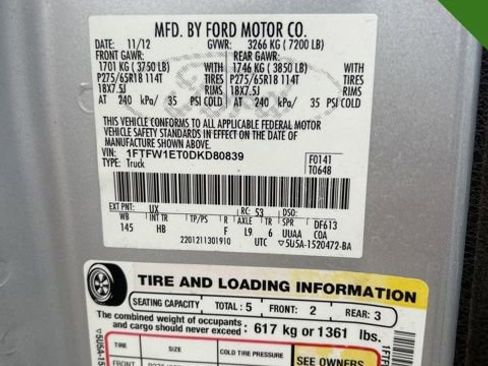 MFD. BY FORD MOTOR CO.
DATE: 11/12 GVWR: 3266 KG (7200 LB)
FRONT GAWR: REAR GAWR:
1701 KG (3750 LB) WITH 1746 KG (3850 LB) WITH
P275/65R18 114T TIRES P275/65R18 114T TIRES
18X7.5J RIMS 18X7.5J RIMS
AT 240 kPa/ 35 PSI COLD AT 240 kPa/ 35 PSI COLD
THIS VEHICLE CONFORMS TO ALL APPLICABLE FEDERAL MOTOR
VEHICLE SAFETY STANDARDS IN EFFECT ON THE DATE OF
MANUFACTURE SHOWN ABOVE.
VIN: 1FTFW1ET0DKD80839
TYPE: Truck
F0141
T0648
EXT PNT: UX RC: 53 DSO:
WB INT TR TP/PS R AXLE TR SPR DF613
145 HB F L9 6 UUAA COA
2201211301910 UTC ▽5U5A-1520472-BA
TIRE AND LOADING INFORMATION
SEATING CAPACITY TOTAL: 5 FRONT: 2 REAR: 3
The combined weight of occupants
and cargo should never exceed: 617 kg or 1361 lbs.
TIRE SIZE COLD TIRE PRESSURE
SEE OWNERS
FRONT
▽5U5A-15
1FTF